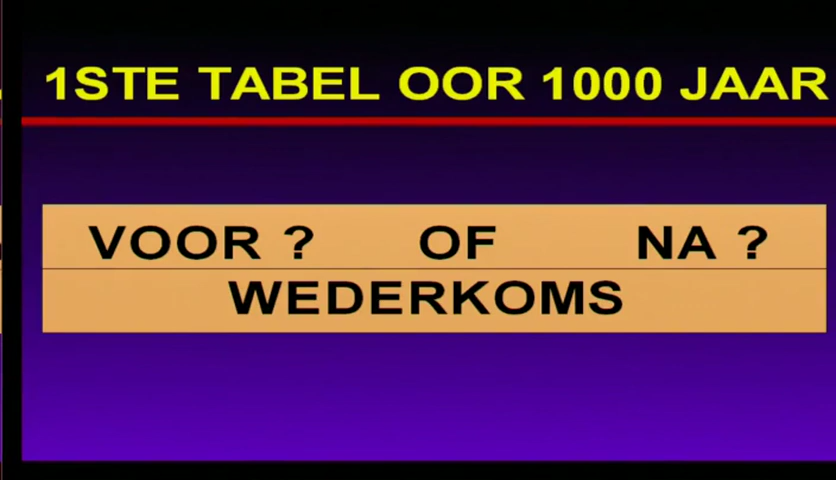 1STE TABEL OOR 1000 JAAR
VOOR ? OF NA ?
WEDERKOMS